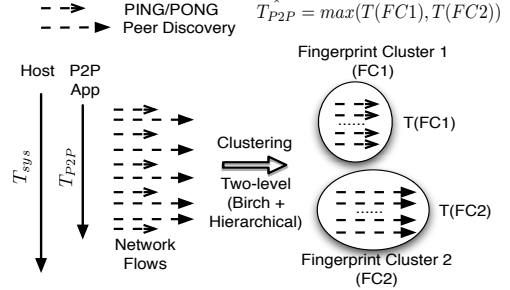 PING/PONG
Peer Discovery
T̂_P2P = max(T(FC1), T(FC2))
Host
P2P
App
T_sys
T_P2P
Network
Flows
Clustering
Two-level
(Birch +
Hierarchical)
Fingerprint Cluster 1
(FC1)
......
T(FC1)
......
T(FC2)
Fingerprint Cluster 2
(FC2)